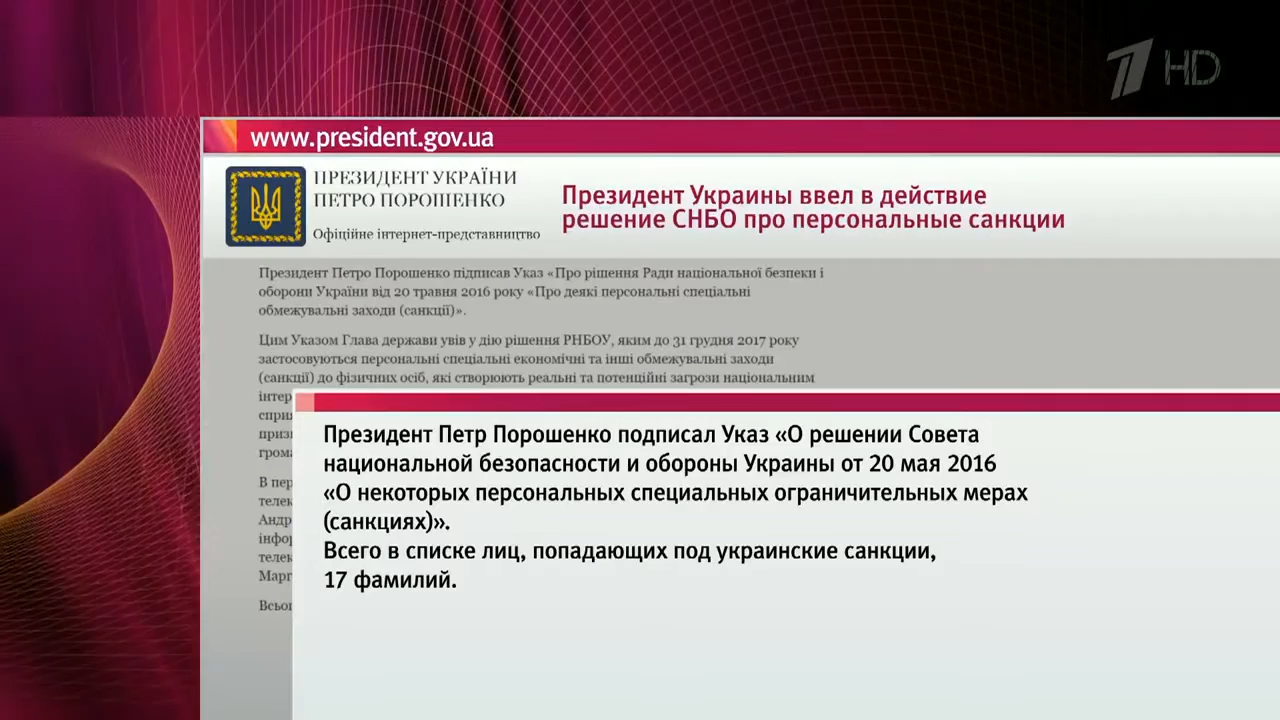 1 HD
www.president.gov.ua
ПРЕЗИДЕНТ УКРАЇНИ
ПЕТРО ПОРОШЕНКО
Офіційне інтернет-представництво
Президент Украины ввел в действие
решение СНБО про персональные санкции
Президент Петро Порошенко підписав Указ «Про рішення Ради національної безпеки і
оборони України від 20 травня 2016 року «Про деякі персональні спеціальні
обмежувальні заходи (санкції)».
Цим Указом Глава держави увів у дію рішення РНБОУ, яким до 31 грудня 2017 року
застосовуються персональні спеціальні економічні та інші обмежувальні заходи
(санкції) до фізичних осіб, які створюють реальні та потенційні загрози національним
Президент Петр Порошенко подписал Указ «О решении Совета
национальной безопасности и обороны Украины от 20 мая 2016
«О некоторых персональных специальных ограничительных мерах
(санкциях)».
Всего в списке лиц, попадающих под украинские санкции,
17 фамилий.